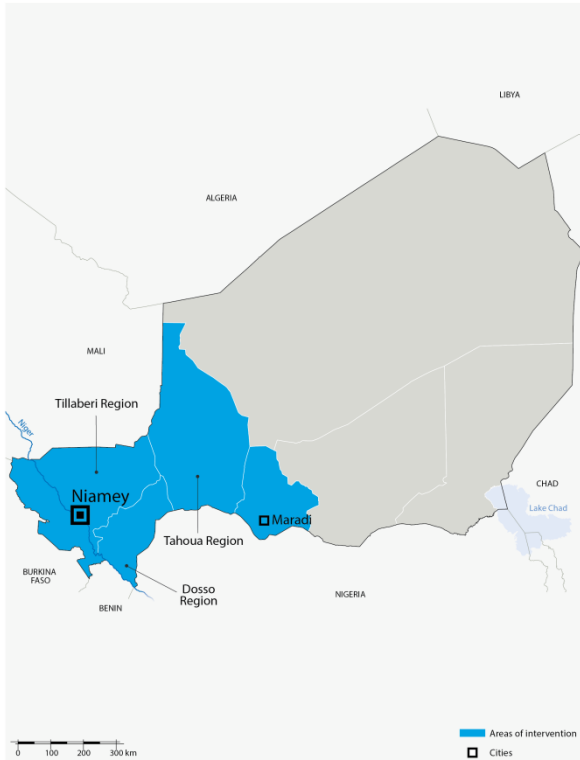 LIBYA
ALGERIA
MALI
Tillaberi Region
Niger
Niamey
CHAD
Lake Chad
Maradi
Tahoua Region
BURKINA
FASO
Dosso
Region
NIGERIA
BENIN
Areas of intervention
0 100 200 300 km
Cities